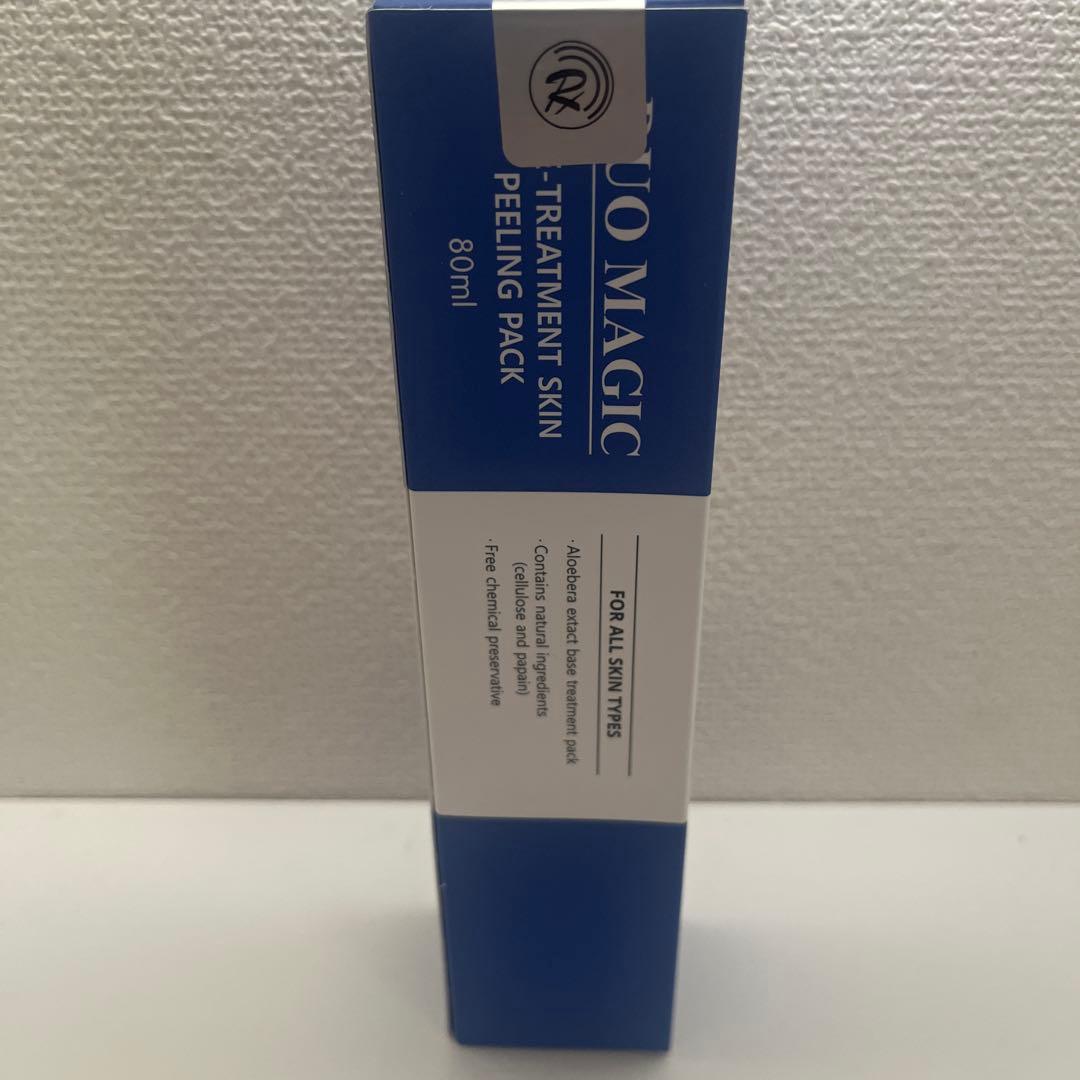 RX
UO MAGIC
-TREATMENT SKIN
PEELING PACK
80ml
FOR ALL SKIN TYPES
·Aloebera extact base treatment pack
·Contains natural ingredients
(cellulose and papain)
·Free chemical preservative